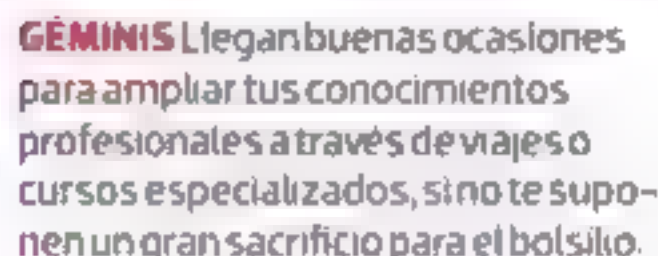 GÉMINIS Llegan buenas ocasiones
para ampliar tus conocimientos
profesionales a través de viajes o
cursos especializados, si no te supo-
nen un gran sacrificio para el bolsillo.